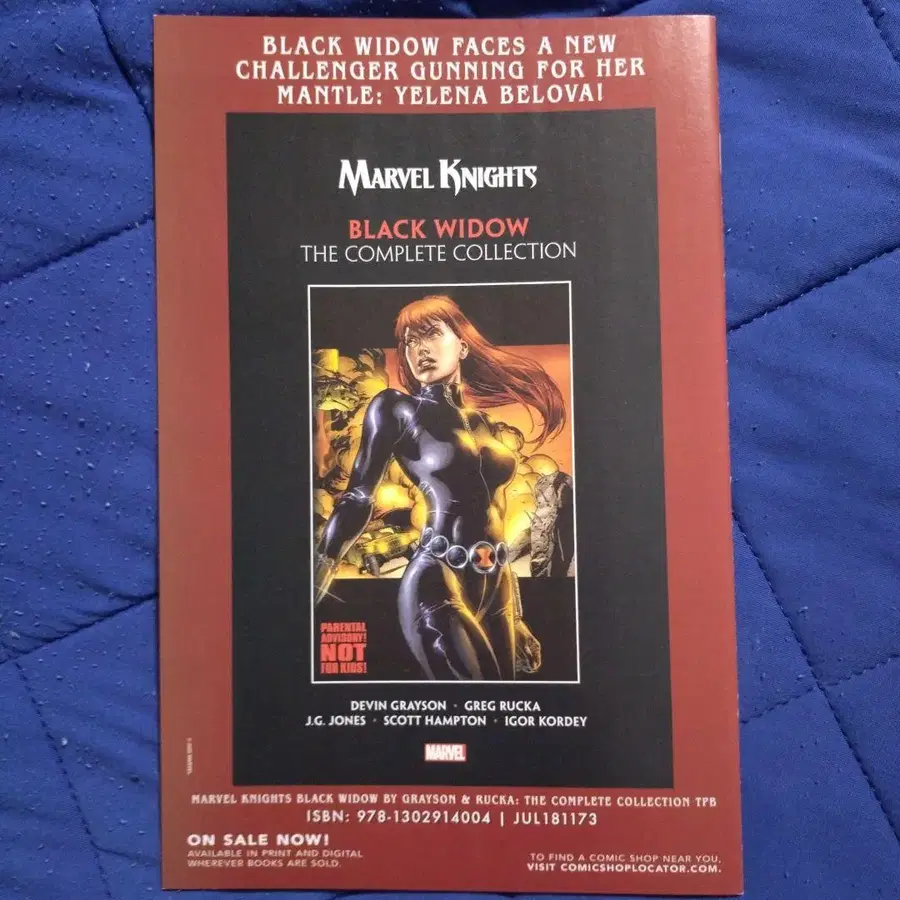 BLACK WIDOW FACES A NEW
CHALLENGER GUNNING FOR HER
MANTLE: YELENA BELOVA!
MARVEL KNIGHTS
BLACK WIDOW
THE COMPLETE COLLECTION
PARENTAL
ADVISORY!
NOT
FOR KIDS!
DEVIN GRAYSON • GREG RUCKA
J.G. JONES • SCOTT HAMPTON • IGOR KORDEY
MARVEL
MARVEL KNIGHTS BLACK WIDOW BY GRAYSON & RUCKA: THE COMPLETE COLLECTION TPB
ISBN: 978-1302914004 | JUL181173
ON SALE NOW!
AVAILABLE IN PRINT AND DIGITAL
WHEREVER BOOKS ARE SOLD.
TO FIND A COMIC SHOP NEAR YOU,
VISIT COMICSHOPLOCATOR.COM.